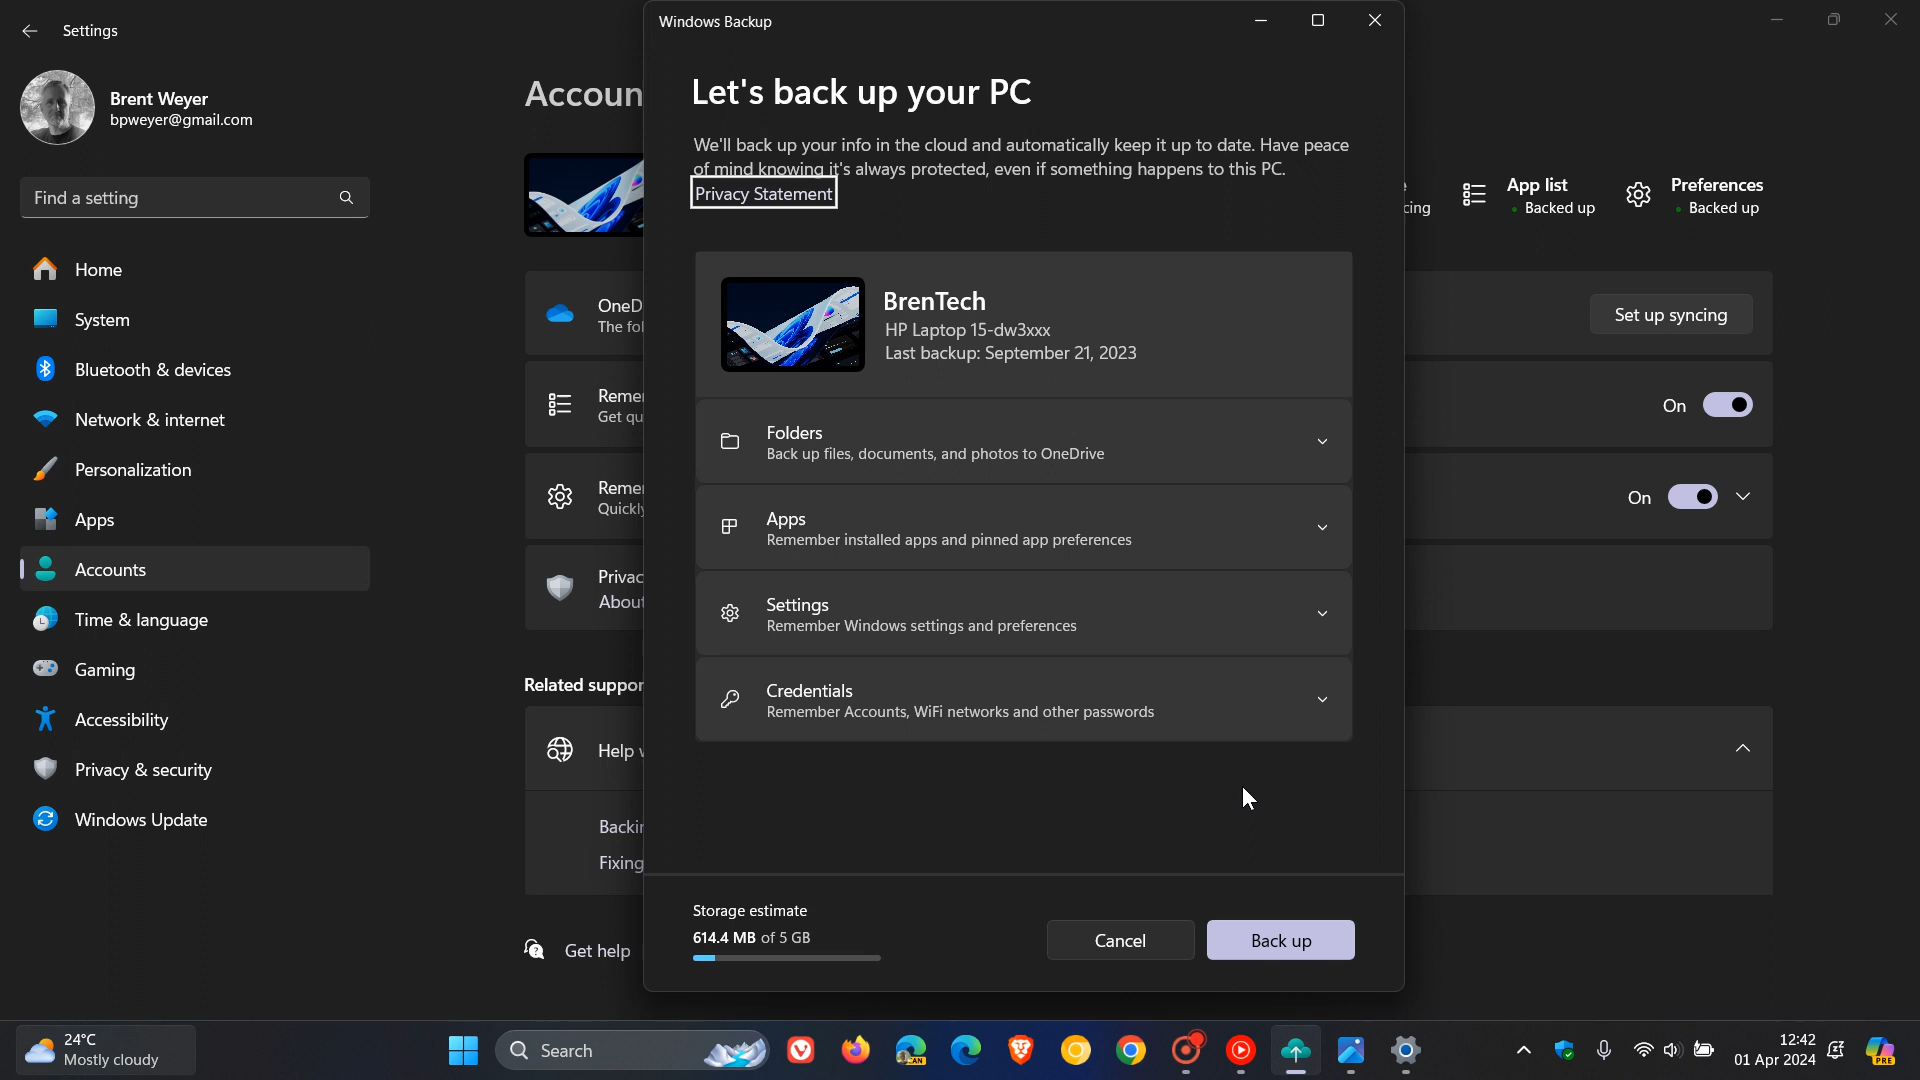 Settings
Brent Weyer
bpweyer@gmail.com
Find a setting
Home
System
Bluetooth & devices
Network & internet
Personalization
Apps
Accounts
Time & language
Gaming
Accessibility
Privacy & security
Windows Update
Accoun
OneD
The fol
Remer
Get qu
Remer
Quickly
Privac
About
Related suppor
Help w
Backin
Fixing
Get help
Windows Backup
Let's back up your PC
We'll back up your info in the cloud and automatically keep it up to date. Have peace
of mind knowing it's always protected, even if something happens to this PC.
Privacy Statement
BrenTech
HP Laptop 15-dw3xxx
Last backup: September 21, 2023
Folders
Back up files, documents, and photos to OneDrive
Apps
Remember installed apps and pinned app preferences
Settings
Remember Windows settings and preferences
Credentials
Remember Accounts, WiFi networks and other passwords
Storage estimate
614.4 MB of 5 GB
Cancel
Back up
cing
App list
Backed up
Preferences
Backed up
Set up syncing
On
On
24°C
Mostly cloudy
Search
CAN
12:42
01 Apr 2024
PRE